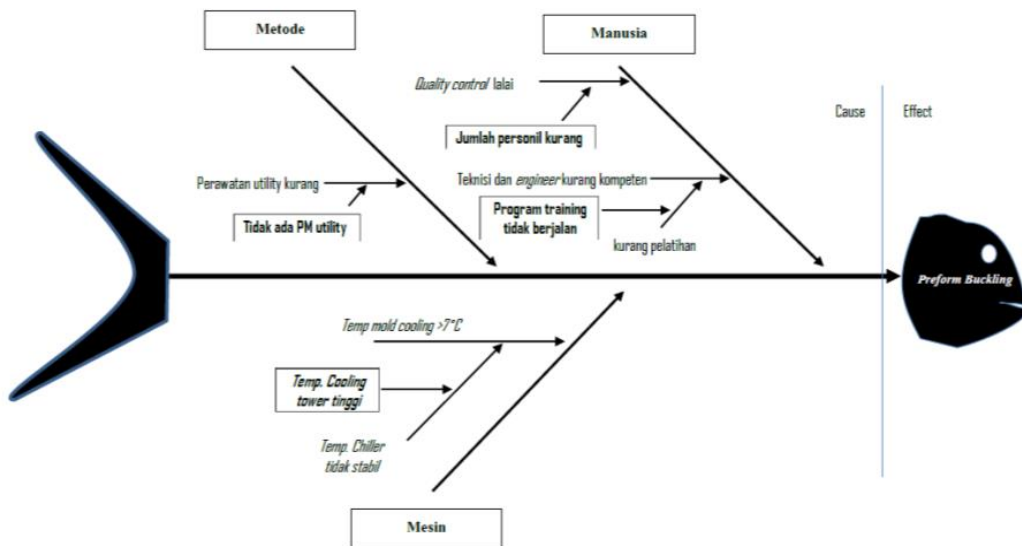 Metode
Manusia
Quality control lalai
Jumlah personil kurang
Cause
Effect
Perawatan utility kurang
Tidak ada PM utility
Teknisi dan engineer kurang kompeten
Program training
tidak berjalan
kurang pelatihan
Preform Buckling
Temp mold cooling >7°C
Temp. Cooling
tower tinggi
Temp. Chiller
tidak stabil
Mesin